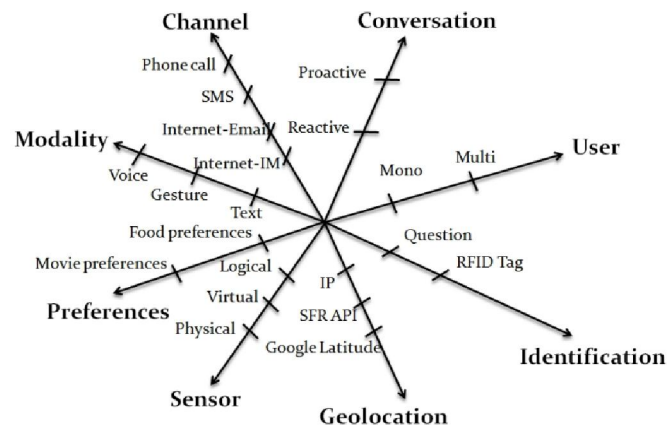 Channel
Conversation
Phone call
Proactive
SMS
Internet-Email
Reactive
Modality
User
Internet-IM
Multi
Voice
Mono
Gesture
Text
Food preferences
Question
Movie preferences
Logical
RFID Tag
IP
Preferences
Virtual
SFR API
Physical
Google Latitude
Identification
Sensor
Geolocation